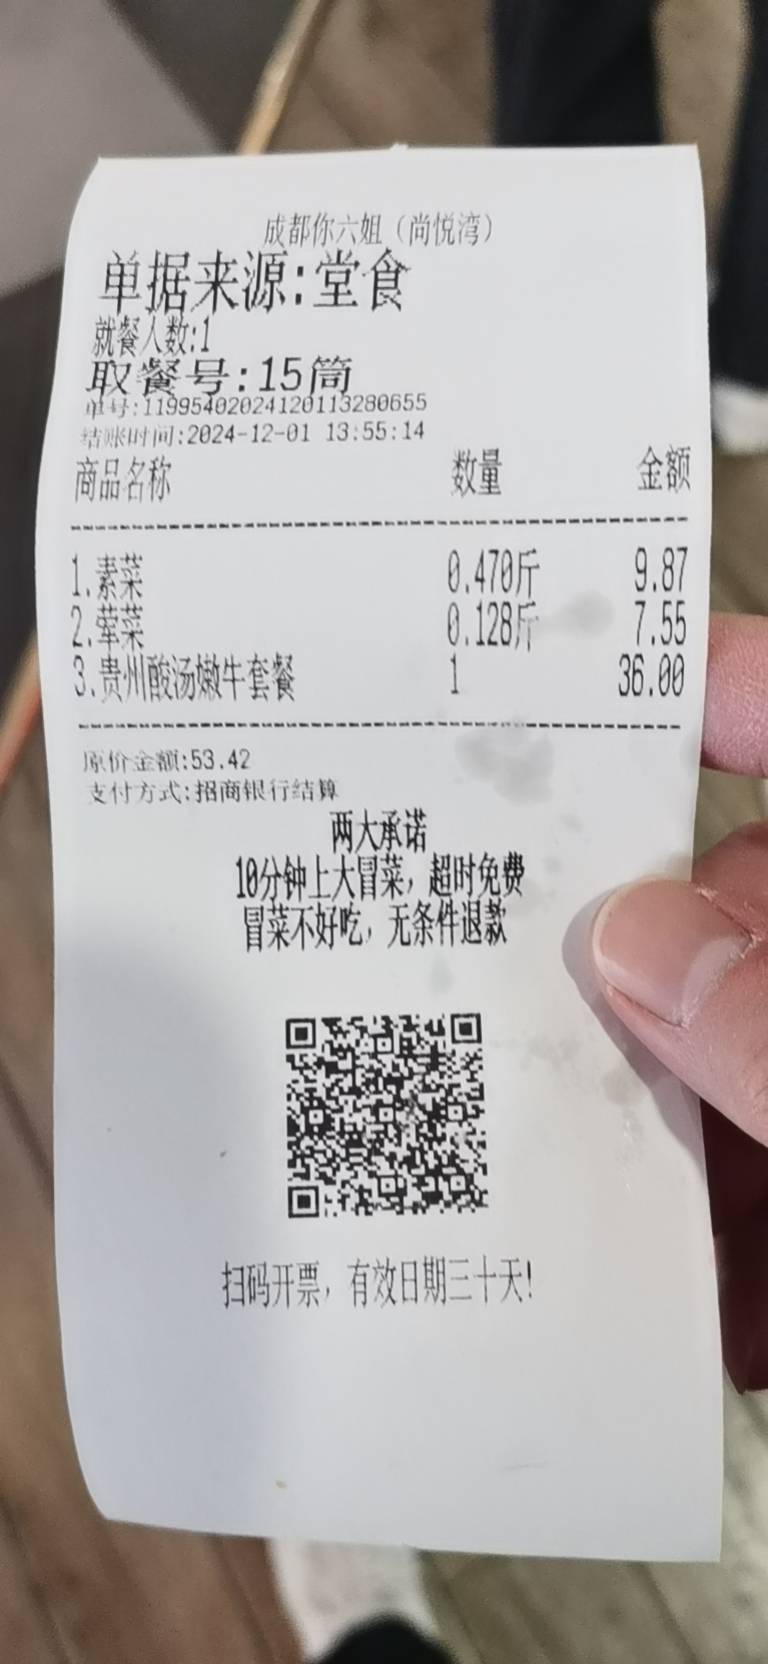 成都你六姐（尚悦湾）
单据来源:堂食
就餐人数:1
取餐号:15筒
单号:11995402024120113280655
结账时间:2024-12-01 13:55:14
商品名称 数量 金额
1.素菜 0.470斤 9.87
2.荤菜 0.128斤 7.55
3.贵州酸汤嫩牛套餐 1 36.00
原价金额:53.42
支付方式:招商银行结算
两大承诺
10分钟上大冒菜，超时免费
冒菜不好吃，无条件退款
扫码开票，有效日期三十天!